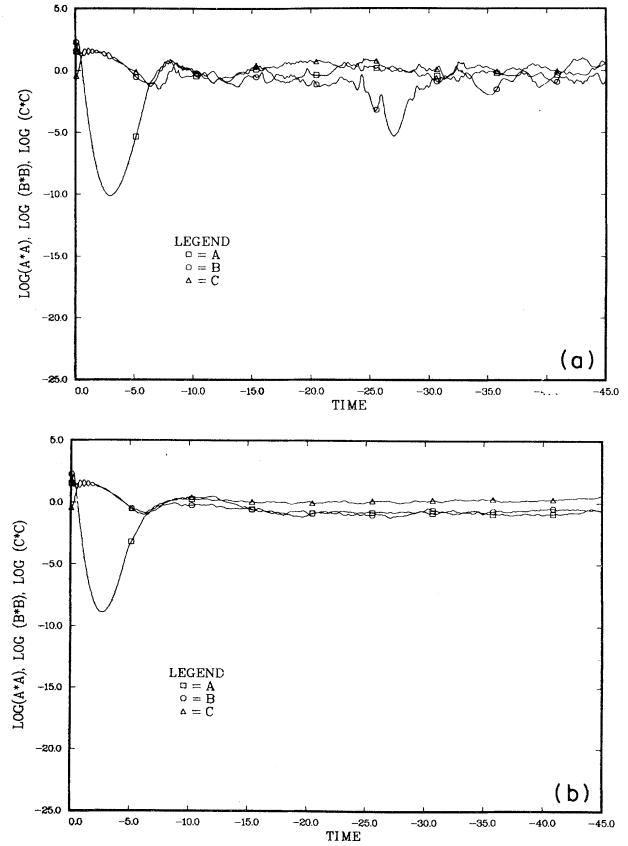 5.0
0.0
-5.0
-10.0
-15.0
-20.0
-25.0
LOG(A*A), LOG (B*B), LOG (C*C)
LEGEND
= A
= B
= C
(a)
0.0 -5.0 -10.0 -15.0 -20.0 -25.0 -30.0 -35.0 -45.0
TIME
5.0
0.0
-5.0
-10.0
-15.0
-20.0
-25.0
LOG(A*A), LOG (B*B), LOG (C*C)
LEGEND
= A
= B
= C
(b)
0.0 -5.0 -10.0 -15.0 -20.0 -25.0 -30.0 -35.0 -40.0 -45.0
TIME